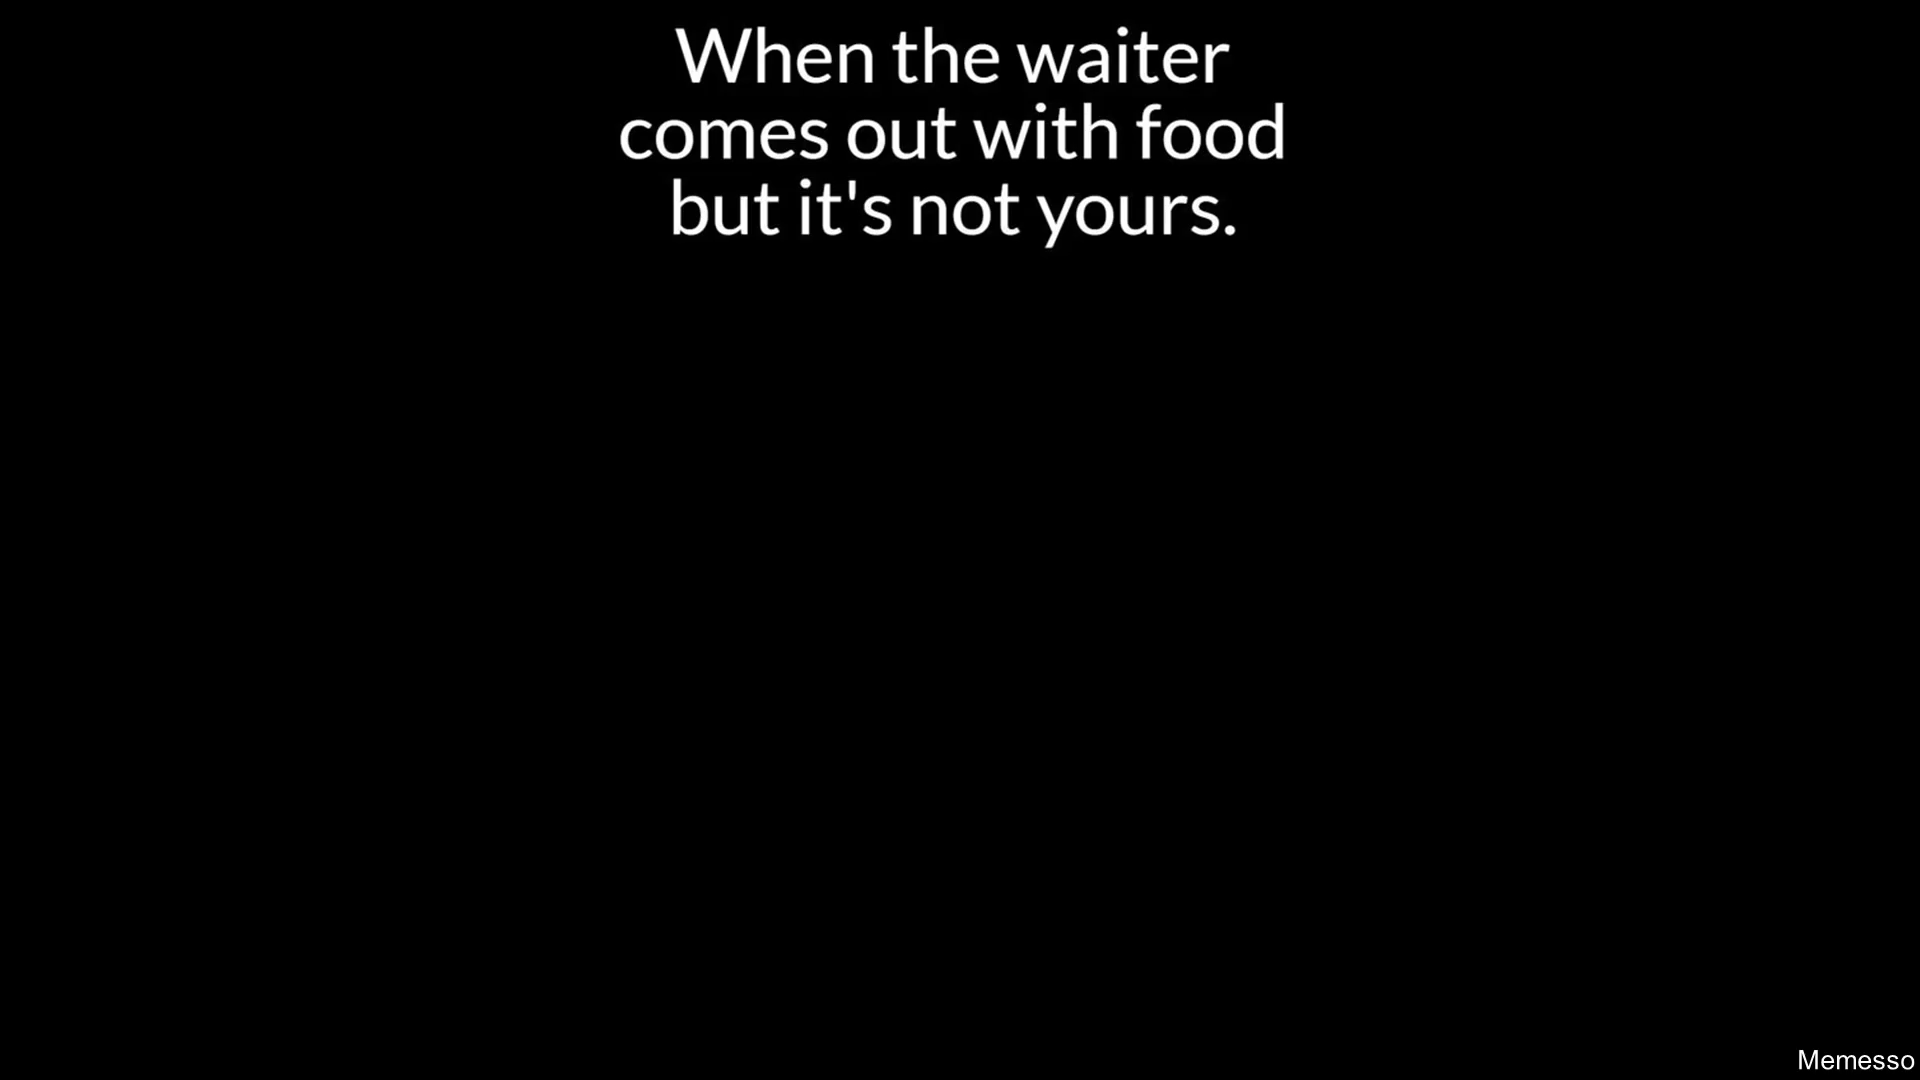 When the waiter
comes out with food
but it's not yours.
Memesso